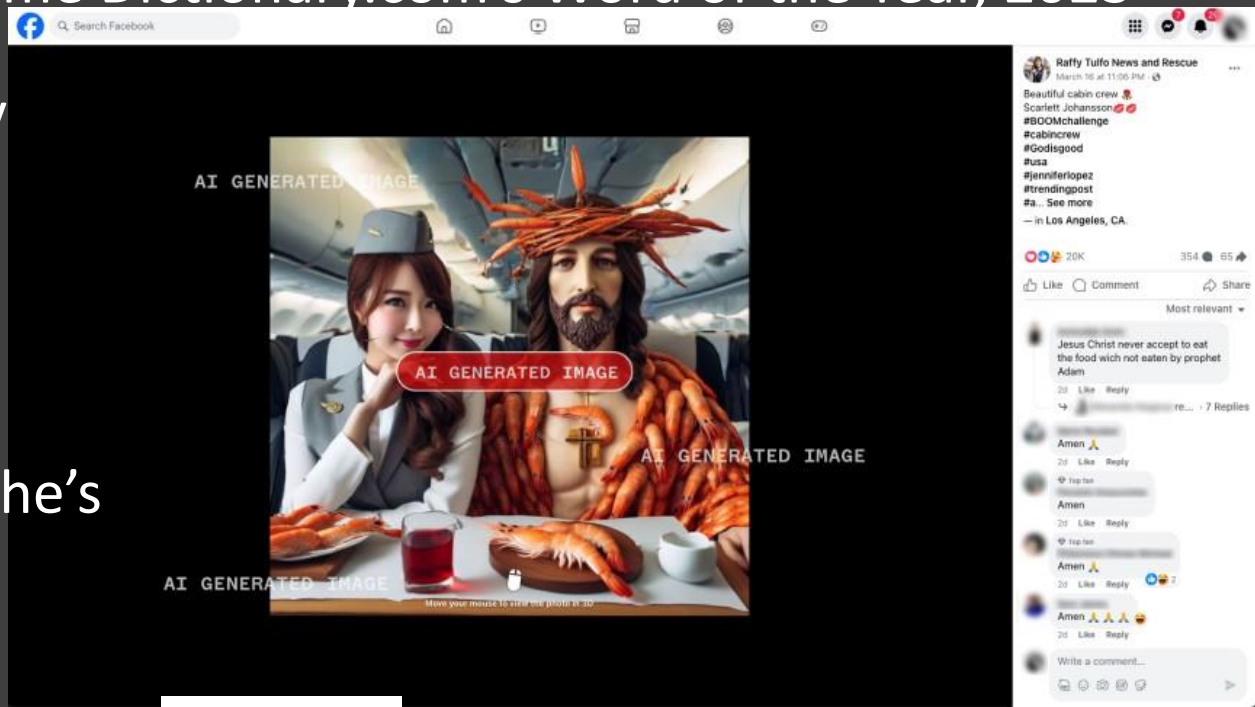 Search Facebook
7
Raffy Tulfo News and Rescue
March 16 at 11:06 PM
Beautiful cabin crew
Scarlett Johansson
#BOOMchallenge
#cabincrew
#Godisgood
#usa
#jenniferlopez
#trendingpost
#a... See more
— in Los Angeles, CA.
20K 354 65
Like Comment Share
Most relevant
Jesus Christ never accept to eat
the food wich not eaten by prophet
Adam
2d Like Reply
re... · 7 Replies
Amen 🙏
2d Like Reply
Top fan
Amen
2d Like Reply
Top fan
Amen 🙏
2d Like Reply 2
Amen 🙏🙏🙏😂
2d Like Reply
Write a comment...
AI GENERATED IMAGE
AI GENERATED IMAGE
AI GENERATED IMAGE
AI GENERATED IMAGE
Move your mouse to view the photo in 3D
he's